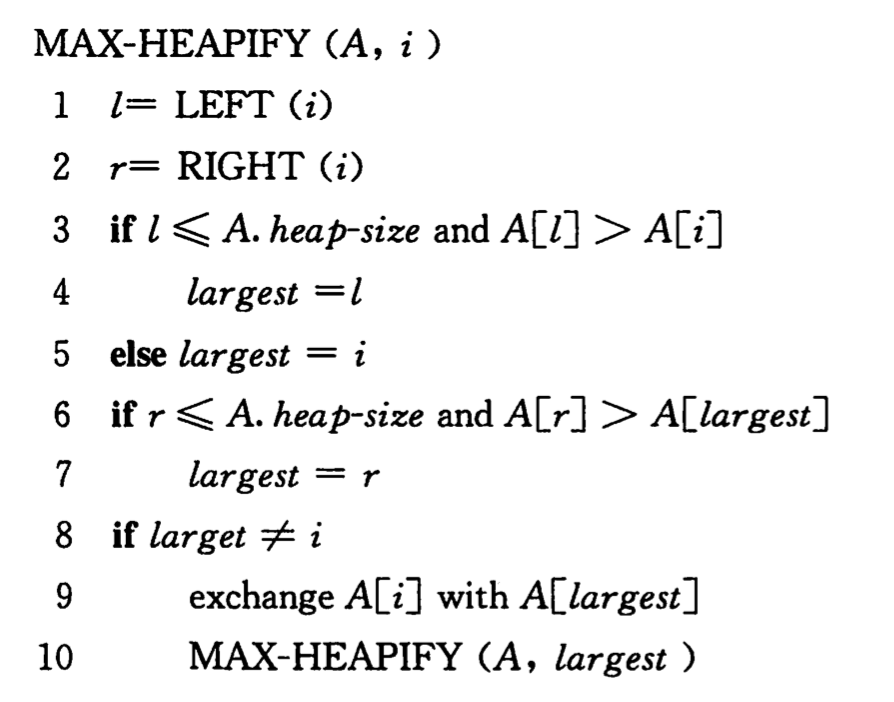 MAX-HEAPIFY (A, i )
1 l= LEFT (i)
2 r= RIGHT (i)
3 if l ⩽ A. heap-size and A[l] > A[i]
4 largest =l
5 else largest = i
6 if r ⩽ A. heap-size and A[r] > A[largest]
7 largest = r
8 if larget ≠ i
9 exchange A[i] with A[largest]
10 MAX-HEAPIFY (A, largest )